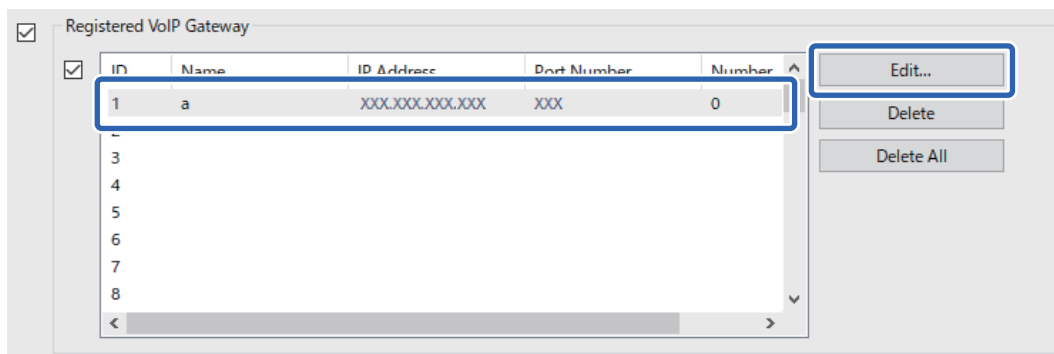 Registered VoIP Gateway
ID Name IP Address Port Number Number Edit...
1 a XXX.XXX.XXX.XXX XXX 0
Delete
2
3 Delete All
4
5
6
7
8